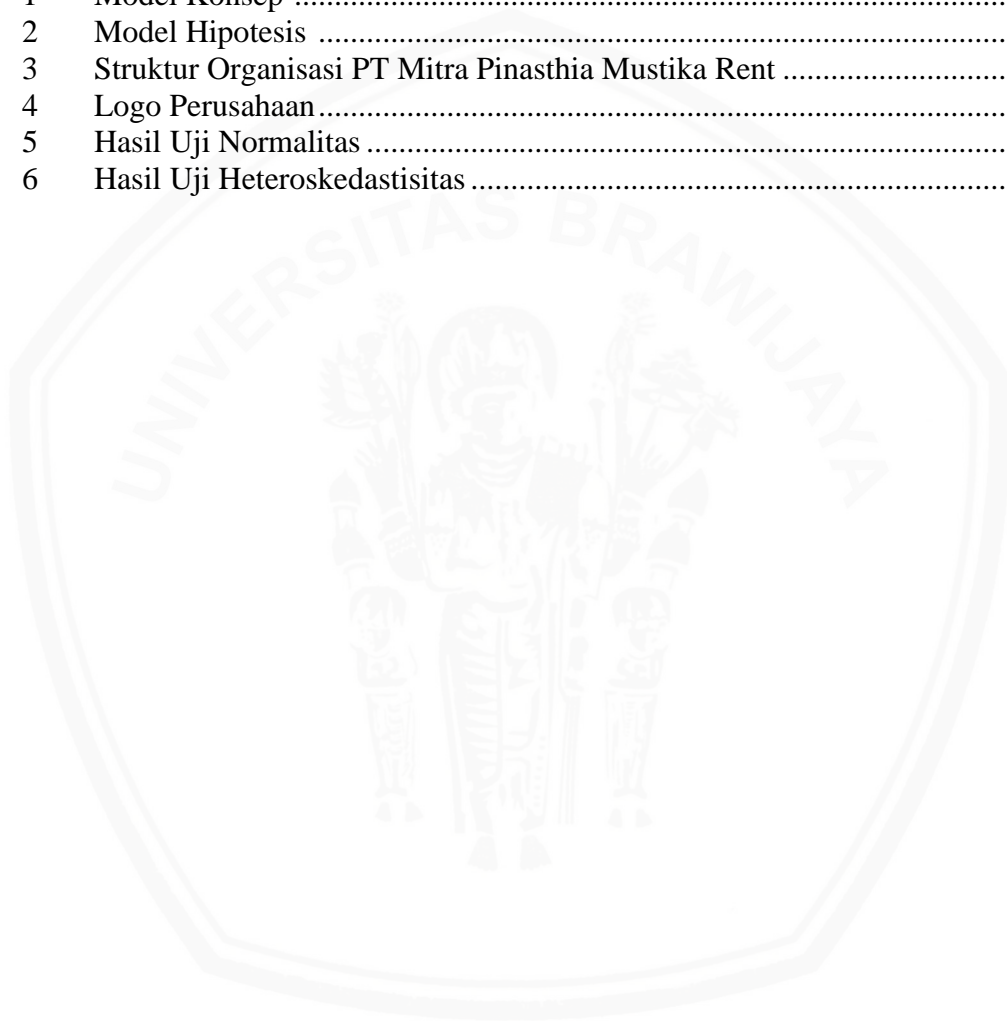 1 Model Konsep ................................................................................................
2 Model Hipotesis ................................................................................................
3 Struktur Organisasi PT Mitra Pinasthia Mustika Rent ................................
4 Logo Perusahaan ................................................................................................
5 Hasil Uji Normalitas ................................................................................................
6 Hasil Uji Heteroskedastisitas ................................................................................
UNIVERSITAS BRAWIJAYA